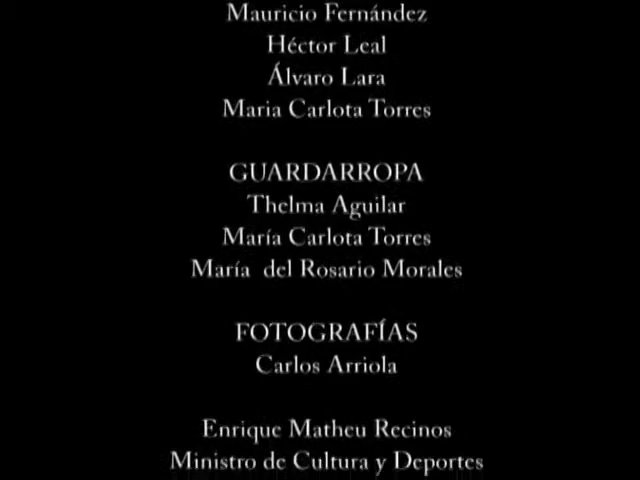 Mauricio Fernández
Héctor Leal
Álvaro Lara
Maria Carlota Torres
GUARDARROPA
Thelma Aguilar
María Carlota Torres
María del Rosario Morales
FOTOGRAFÍAS
Carlos Arriola
Enrique Matheu Recinos
Ministro de Cultura y Deportes